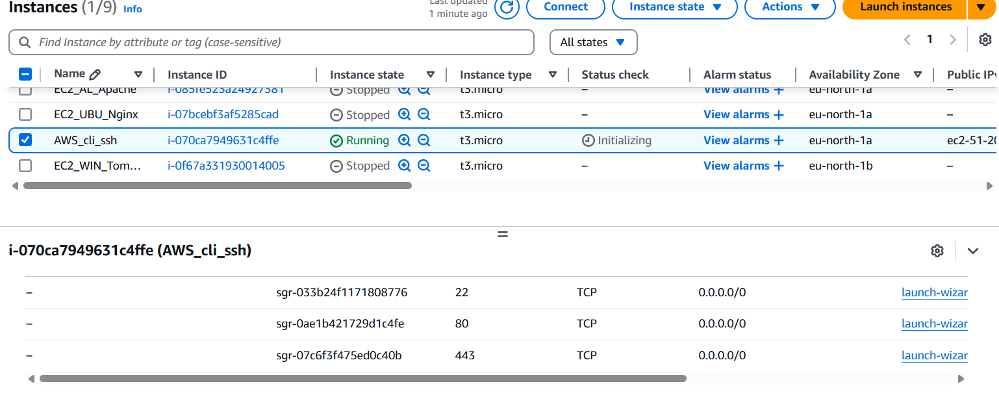 Instances (1/9) Info
Last updated
1 minute ago
Connect
Instance state
Actions
Launch instances
Find Instance by attribute or tag (case-sensitive)
All states
1
Name Instance ID Instance state Instance type Status check Alarm status Availability Zone Public IPv
EC2_AL_Apache i-085fe523a24927381 Stopped t3.micro – View alarms + eu-north-1a –
EC2_UBU_Nginx i-07bcebf3af5285cad Stopped t3.micro – View alarms + eu-north-1a –
AWS_cli_ssh i-070ca7949631c4ffe Running t3.micro Initializing View alarms + eu-north-1a ec2-51-20
EC2_WIN_Tom… i-0f67a331930014005 Stopped t3.micro – View alarms + eu-north-1b –
i-070ca7949631c4ffe (AWS_cli_ssh)
– sgr-033b24f1171808776 22 TCP 0.0.0.0/0 launch-wizar
– sgr-0ae1b421729d1c4fe 80 TCP 0.0.0.0/0 launch-wizar
– sgr-07c6f3f475ed0c40b 443 TCP 0.0.0.0/0 launch-wizar